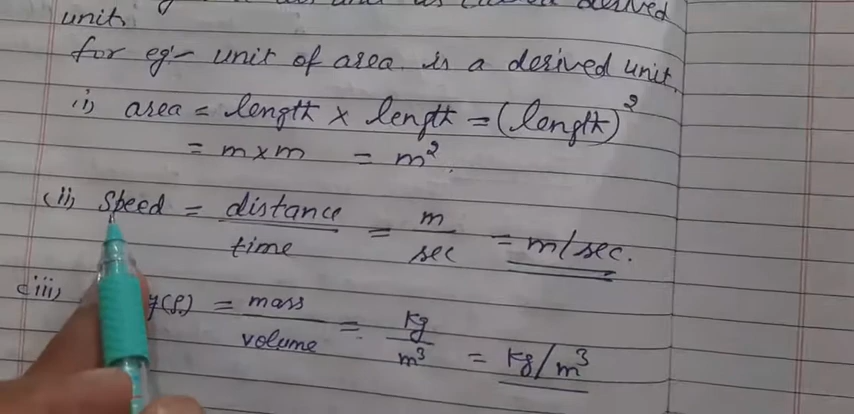 derived
unit.
for eg:- unit of area is a derived unit.
(i) area = length × length = (length)²
= m×m = m²
(ii) speed = distance/time = m/sec = m/sec.
(iii) y(ρ) = mass/volume = kg/m³ = kg/m³